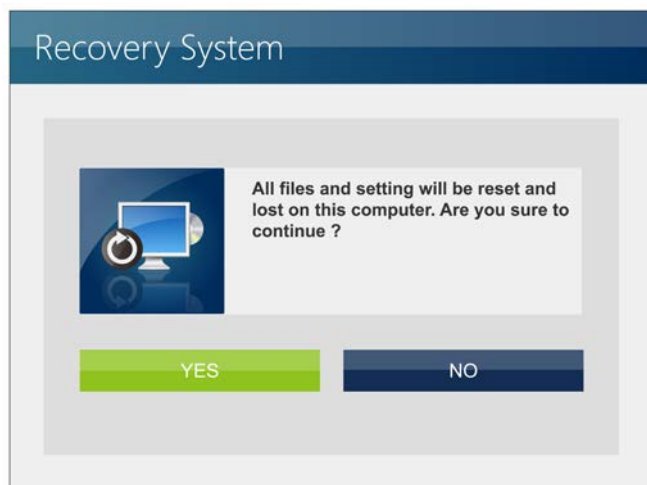 Recovery System
All files and setting will be reset and
lost on this computer. Are you sure to
continue ?
YES
NO